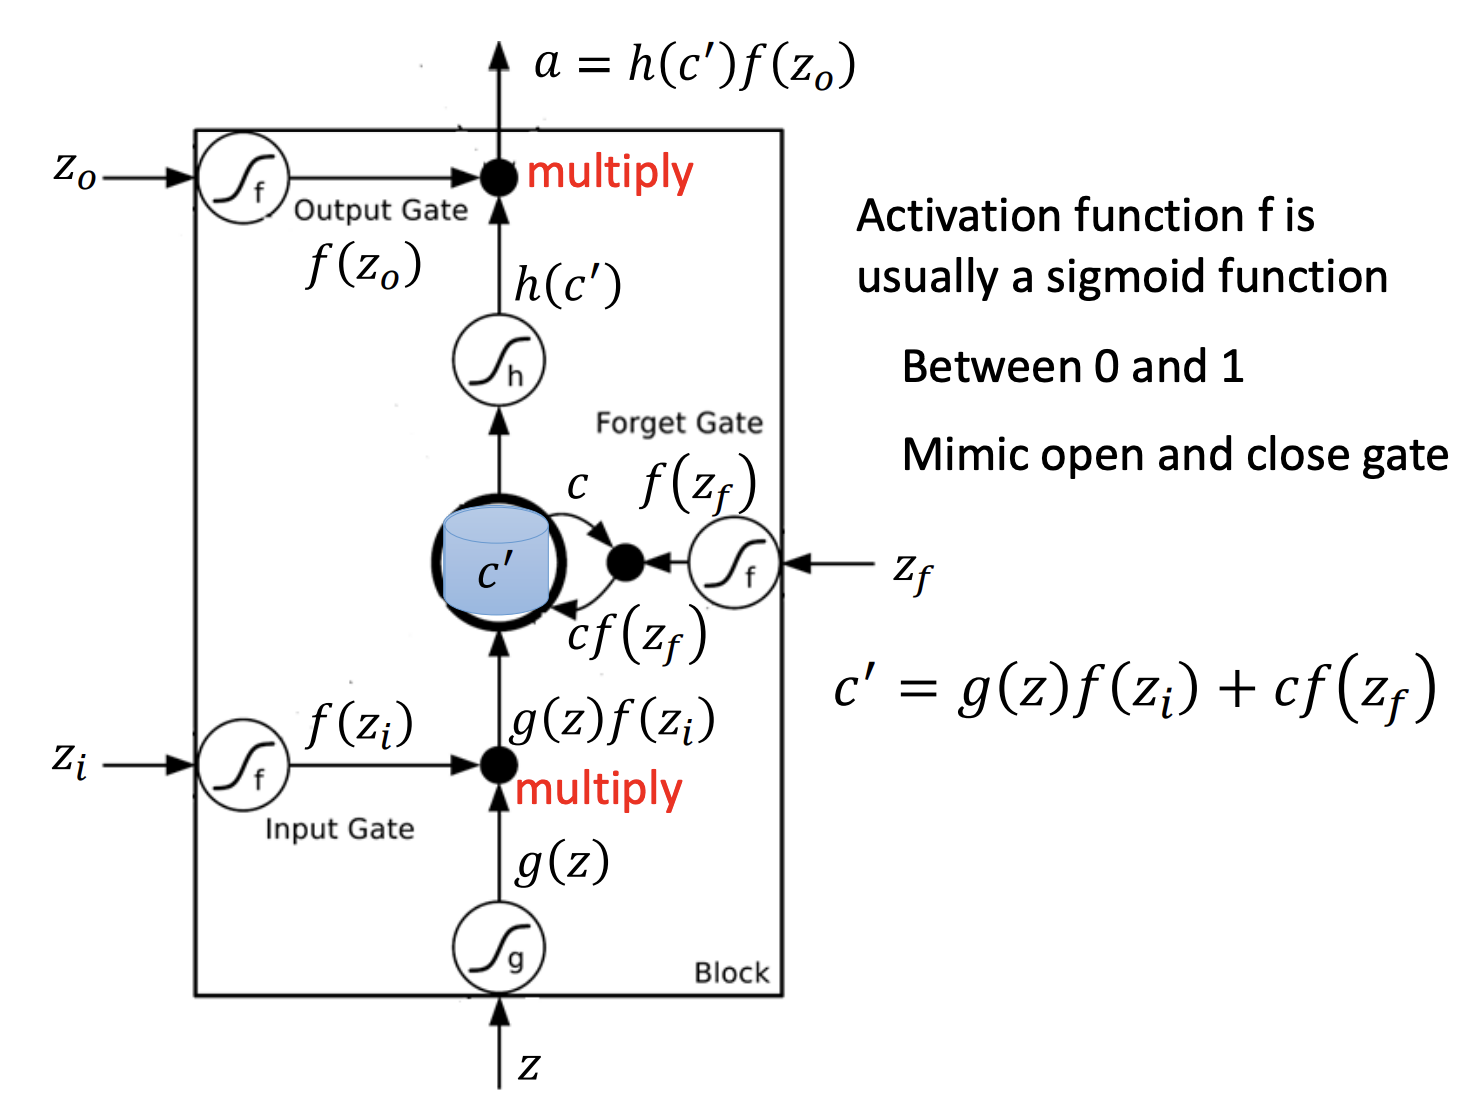 a = h(c′)f(z_o)
z_o
f
multiply
Output Gate
f(z_o)
Activation function f is
usually a sigmoid function
h(c′)
h
Between 0 and 1
Forget Gate
Mimic open and close gate
c
f(z_f)
c′
f
z_f
cf(z_f)
c′ = g(z)f(z_i) + cf(z_f)
f(z_i)
g(z)f(z_i)
z_i
f
multiply
Input Gate
g(z)
g
Block
z